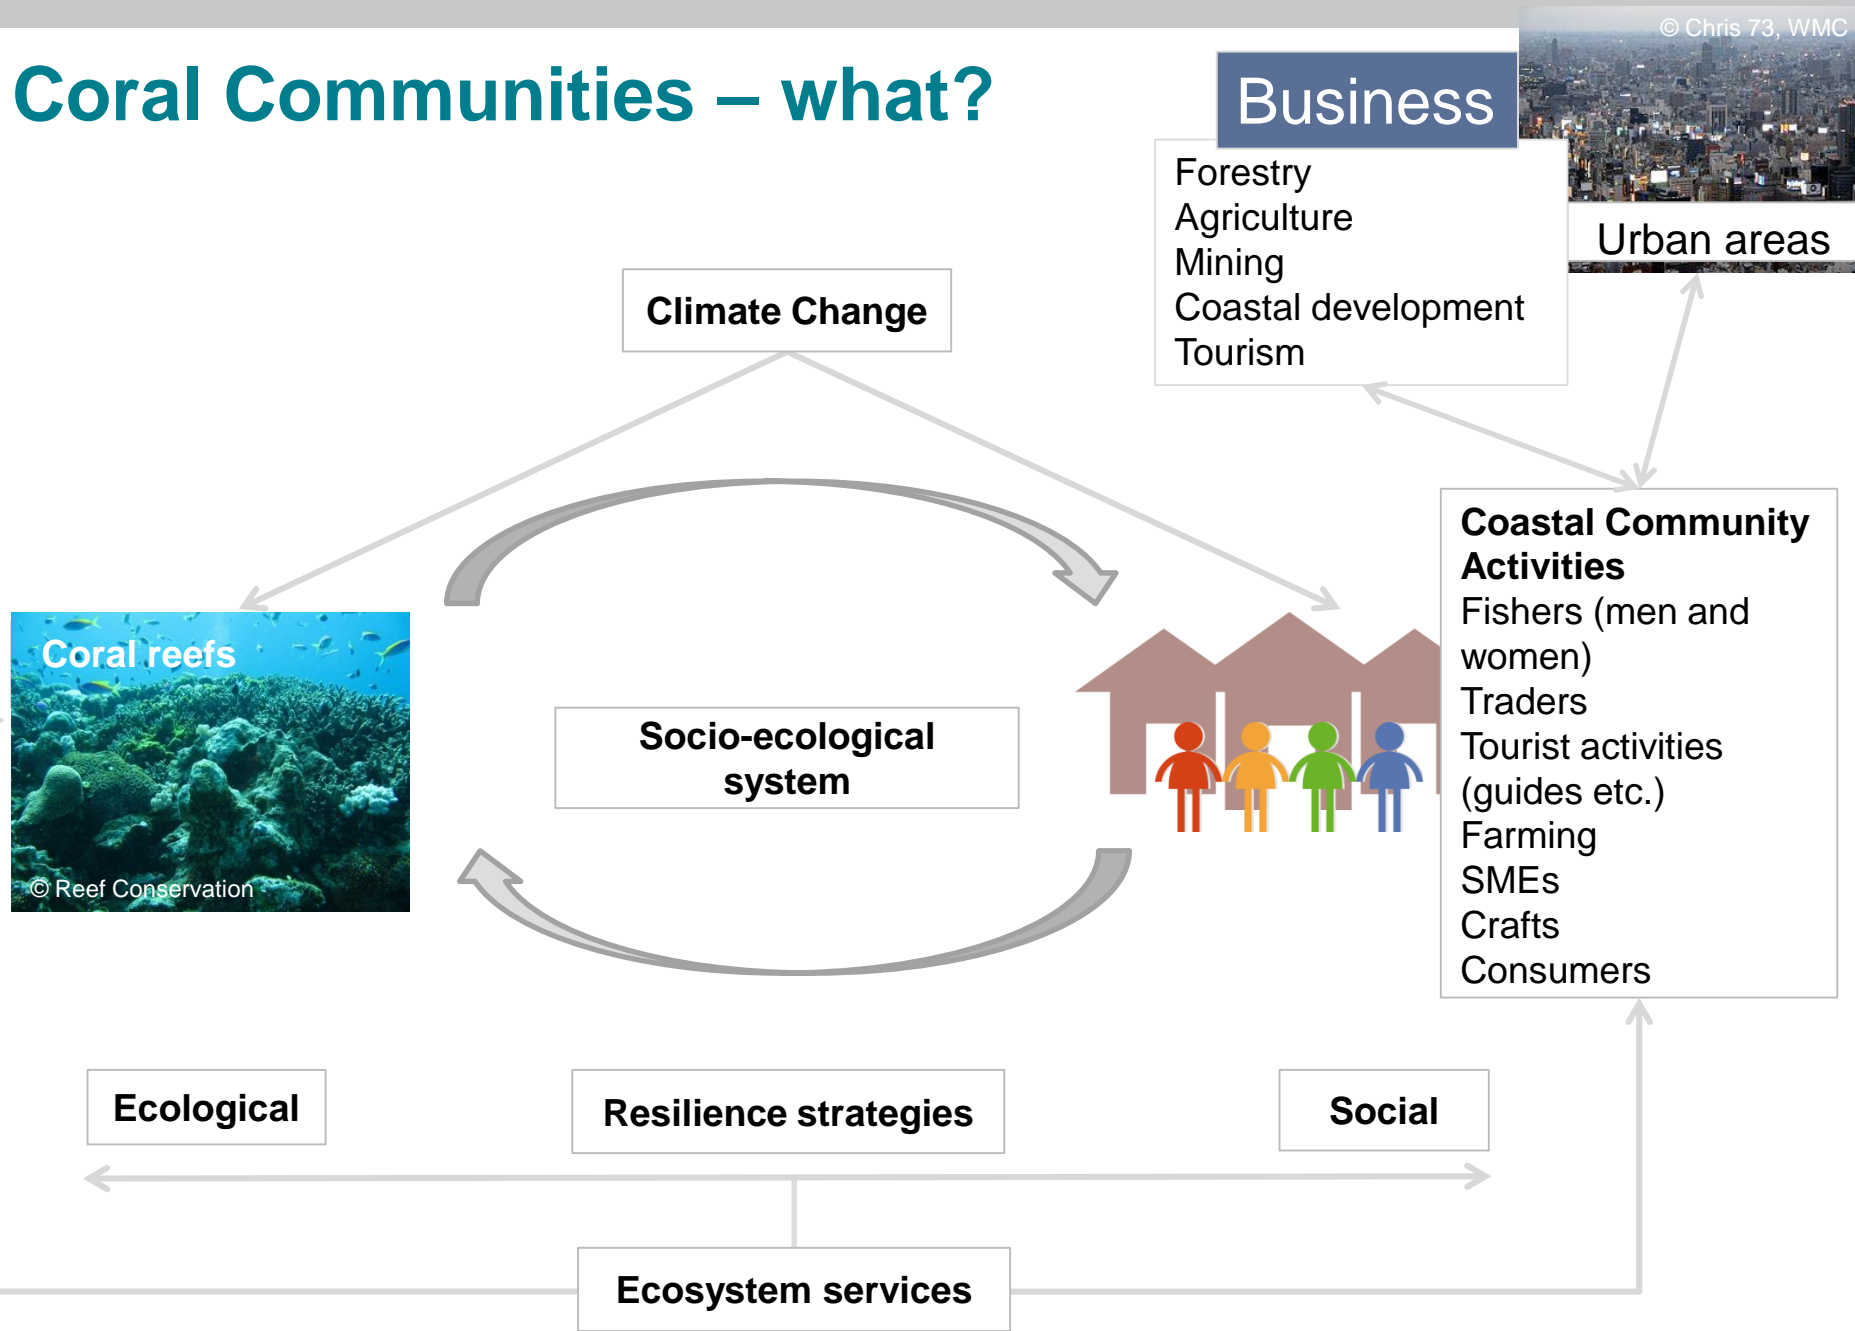 © Chris 73, WMC
Coral Communities – what?
Business
Forestry
Agriculture
Mining
Coastal development
Tourism
Urban areas
Climate Change
Coastal Community
Activities
Fishers (men and
women)
Traders
Tourist activities
(guides etc.)
Farming
SMEs
Crafts
Consumers
Coral reefs
© Reef Conservation
Socio-ecological
system
Ecological
Resilience strategies
Social
Ecosystem services